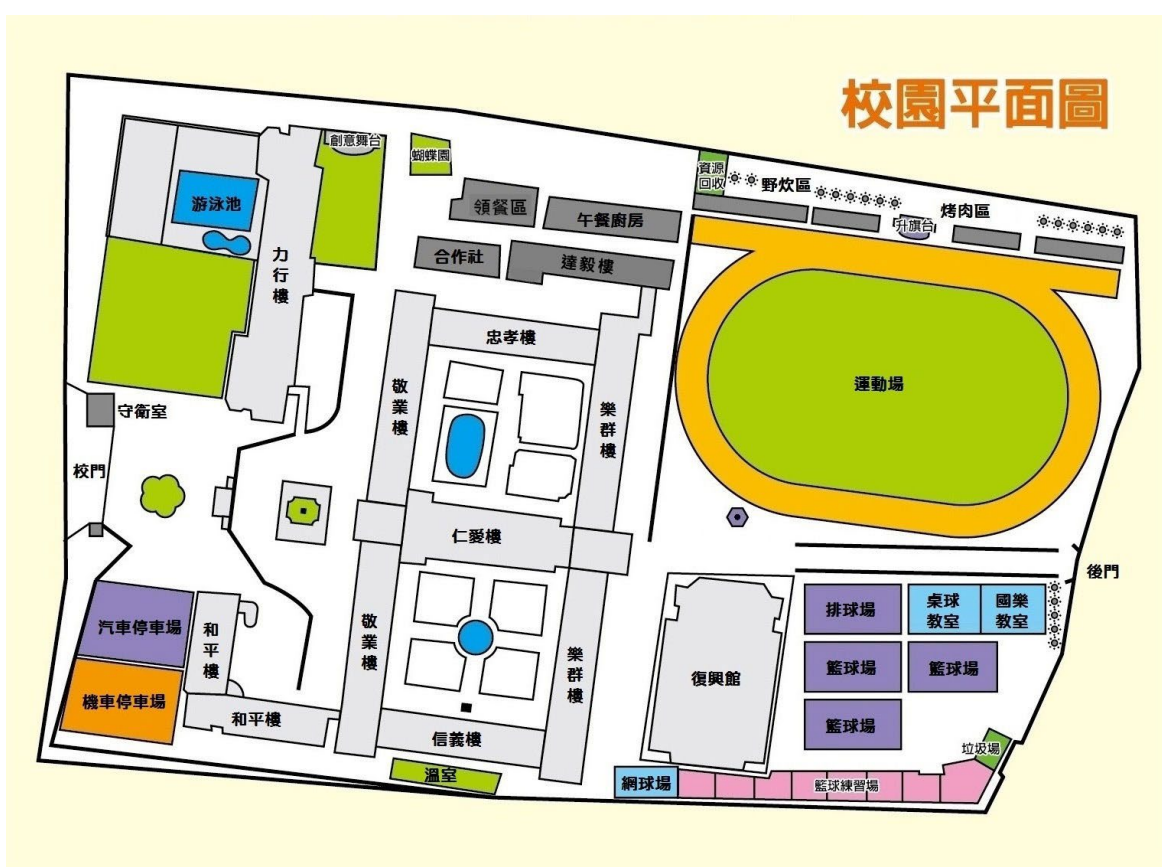 校園平面圖
創意舞台
蝴蝶園
資源
回收
野炊區
烤肉區
升旗台
游泳池
領餐區
午餐廚房
力行樓
合作社
達毅樓
忠孝樓
敬業樓
樂群樓
運動場
守衛室
校門
仁愛樓
後門
汽車停車場
和平樓
敬業樓
樂群樓
排球場
桌球
教室
國樂
教室
復興館
籃球場
籃球場
機車停車場
和平樓
信義樓
籃球場
垃圾場
溫室
網球場
籃球練習場